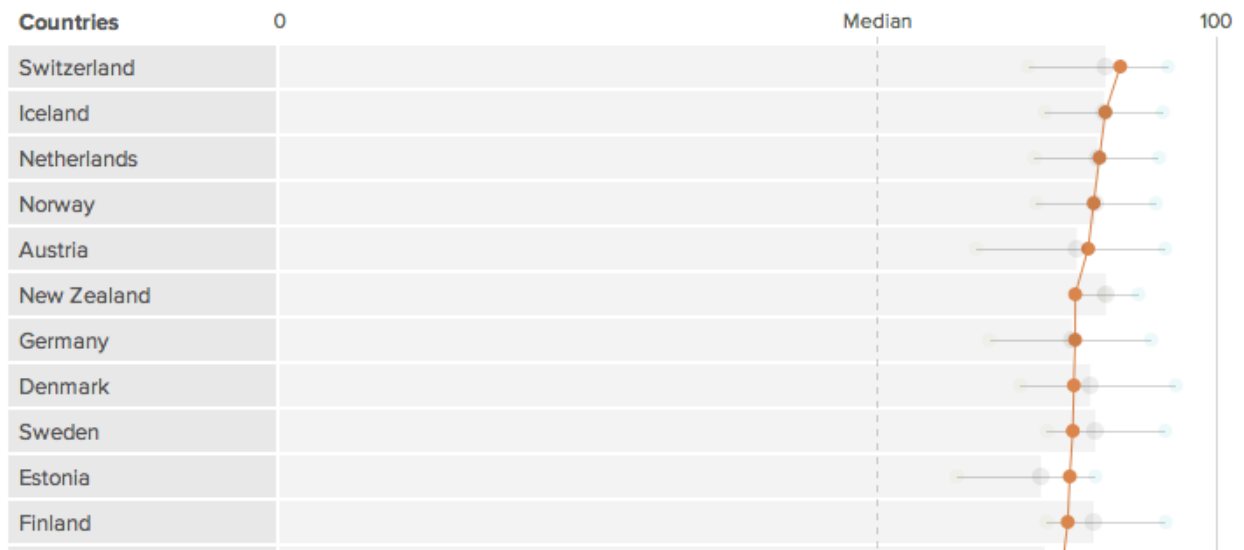 Countries 0 Median 100
Switzerland
Iceland
Netherlands
Norway
Austria
New Zealand
Germany
Denmark
Sweden
Estonia
Finland